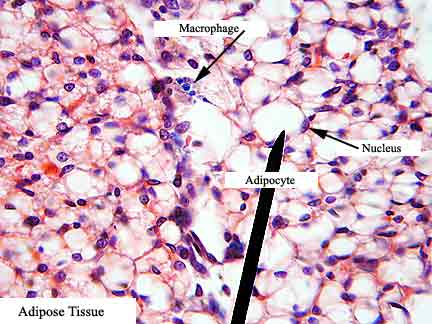 Macrophage
Nucleus
Adipocyte
Adipose Tissue